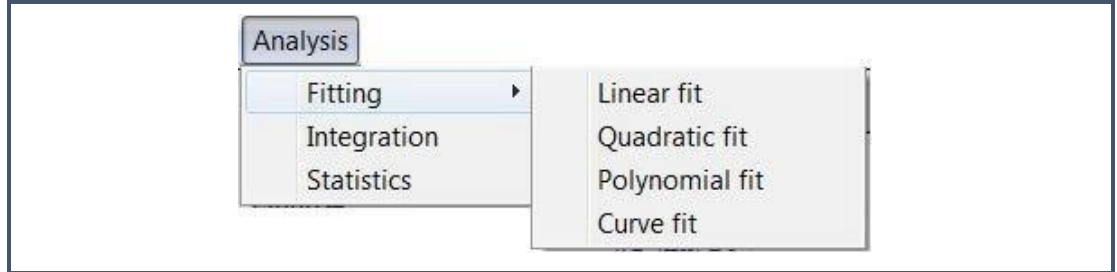 Analysis
Fitting
Integration
Statistics
Linear fit
Quadratic fit
Polynomial fit
Curve fit